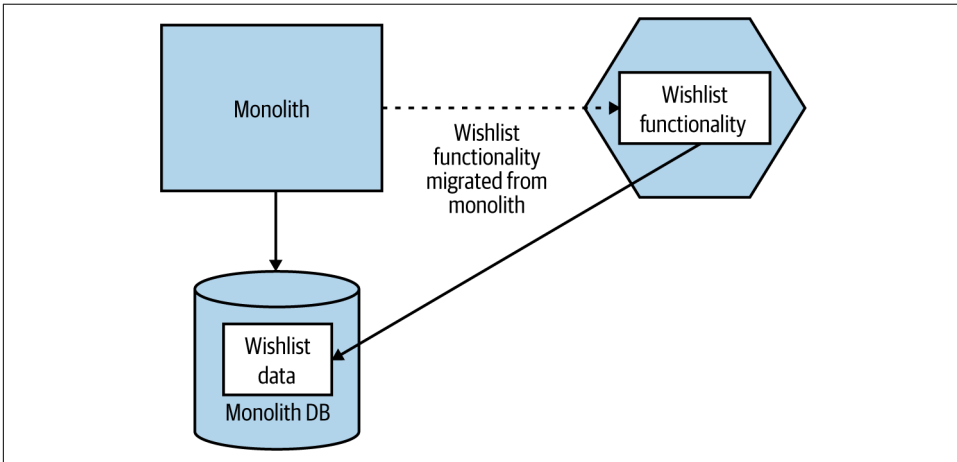 Monolith
Wishlist
functionality
Wishlist
functionality
migrated from
monolith
Wishlist
data
Monolith DB